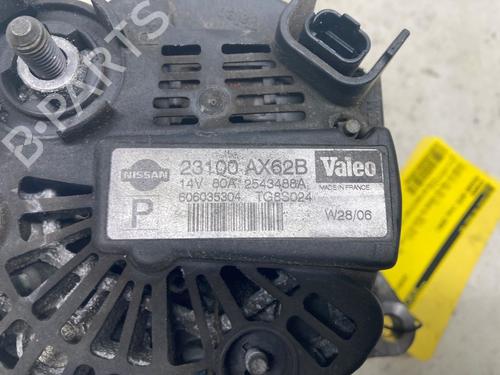 NISSAN
23100 AX62B
Valeo
14V 80A 2543488A
MADE IN FRANCE
606035304 TG8S024
P
W28/06
B-PARTS